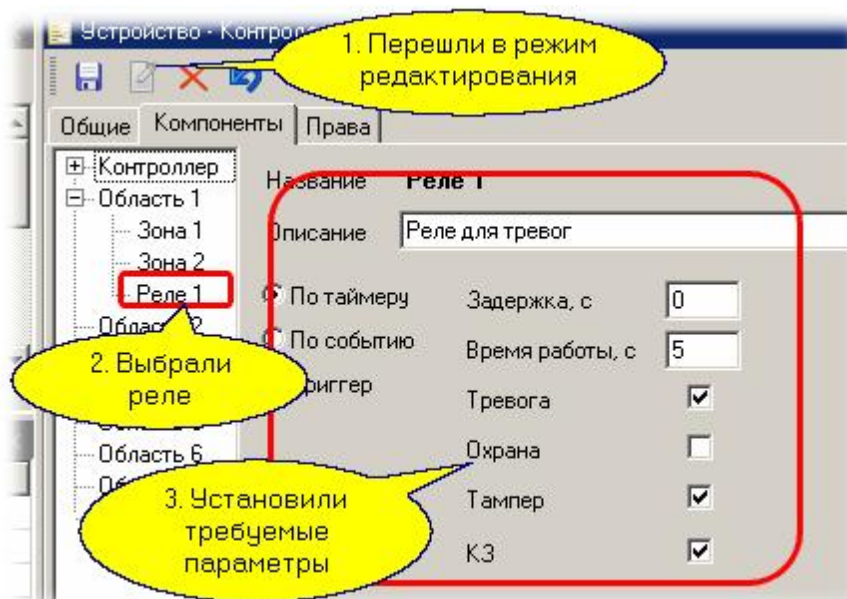 Устройство - Контрол
1. Перешли в режим
редактирования
Общие Компоненты Права
Контроллер
Область 1
Зона 1
Зона 2
Реле 1
2. Выбрали
реле
Область 6
Название Реле 1
Описание Реле для тревог
По таймеру Задержка, с 0
По событию Время работы, с 5
Тревога
Охрана
Тампер
КЗ
3. Установили
требуемые
параметры